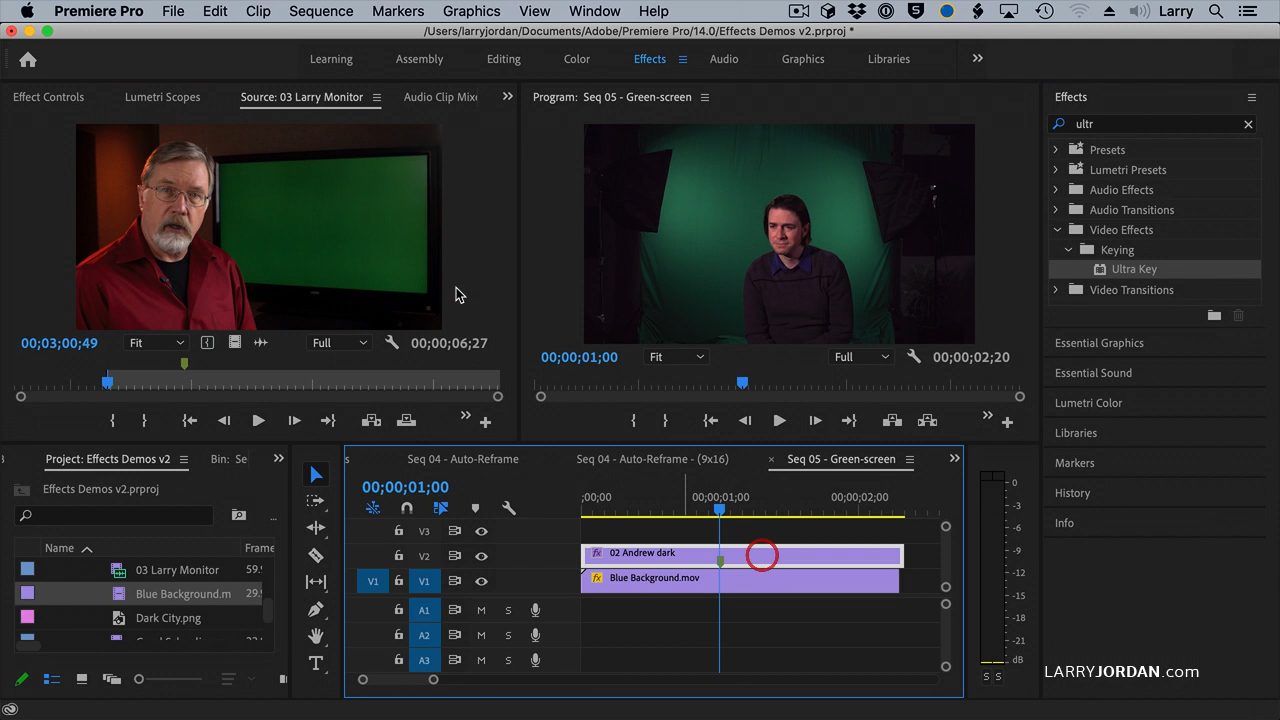 Premiere Pro File Edit Clip Sequence Markers Graphics View Window Help Larry
/Users/larryjordan/Documents/Adobe/Premiere Pro/14.0/Effects Demos v2.prproj *
Learning Assembly Editing Color Effects Audio Graphics Libraries
Effect Controls Lumetri Scopes Source: 03 Larry Monitor Audio Clip Mixe
Program: Seq 05 - Green-screen
Effects
ultr
Presets
Lumetri Presets
Audio Effects
Audio Transitions
Video Effects
Keying
Ultra Key
Video Transitions
00;03;00;49 Fit Full 00;00;06;27
00;00;01;00 Fit Full 00;00;02;20
Essential Graphics
Essential Sound
Lumetri Color
Libraries
Markers
History
Info
Project: Effects Demos v2 Bin: Se
Effects Demos v2.prproj
Name Frame
03 Larry Monitor 59.
Blue Background.m 29.
Dark City.png
Seq 04 - Auto-Reframe Seq 04 - Auto-Reframe - (9x16) × Seq 05 - Green-screen
00;00;01;00
;00;00 00;00;01;00 00;00;02;00
V3
V2 02 Andrew dark
V1 V1 Blue Background.mov
A1 M S
A2 M S
A3 M S
0
-3
-6
-9
-12
-15
-18
-21
dB
S S
LARRYJORDAN.com